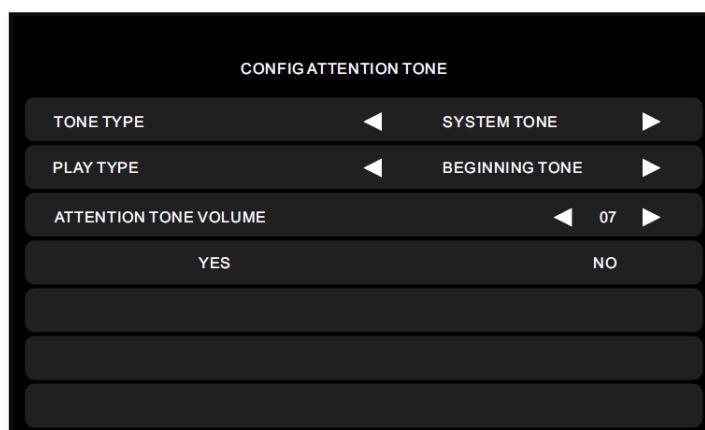 CONFIG ATTENTION TONE
TONE TYPE ◀ SYSTEM TONE ▶
PLAY TYPE ◀ BEGINNING TONE ▶
ATTENTION TONE VOLUME ◀ 07 ▶
YES NO